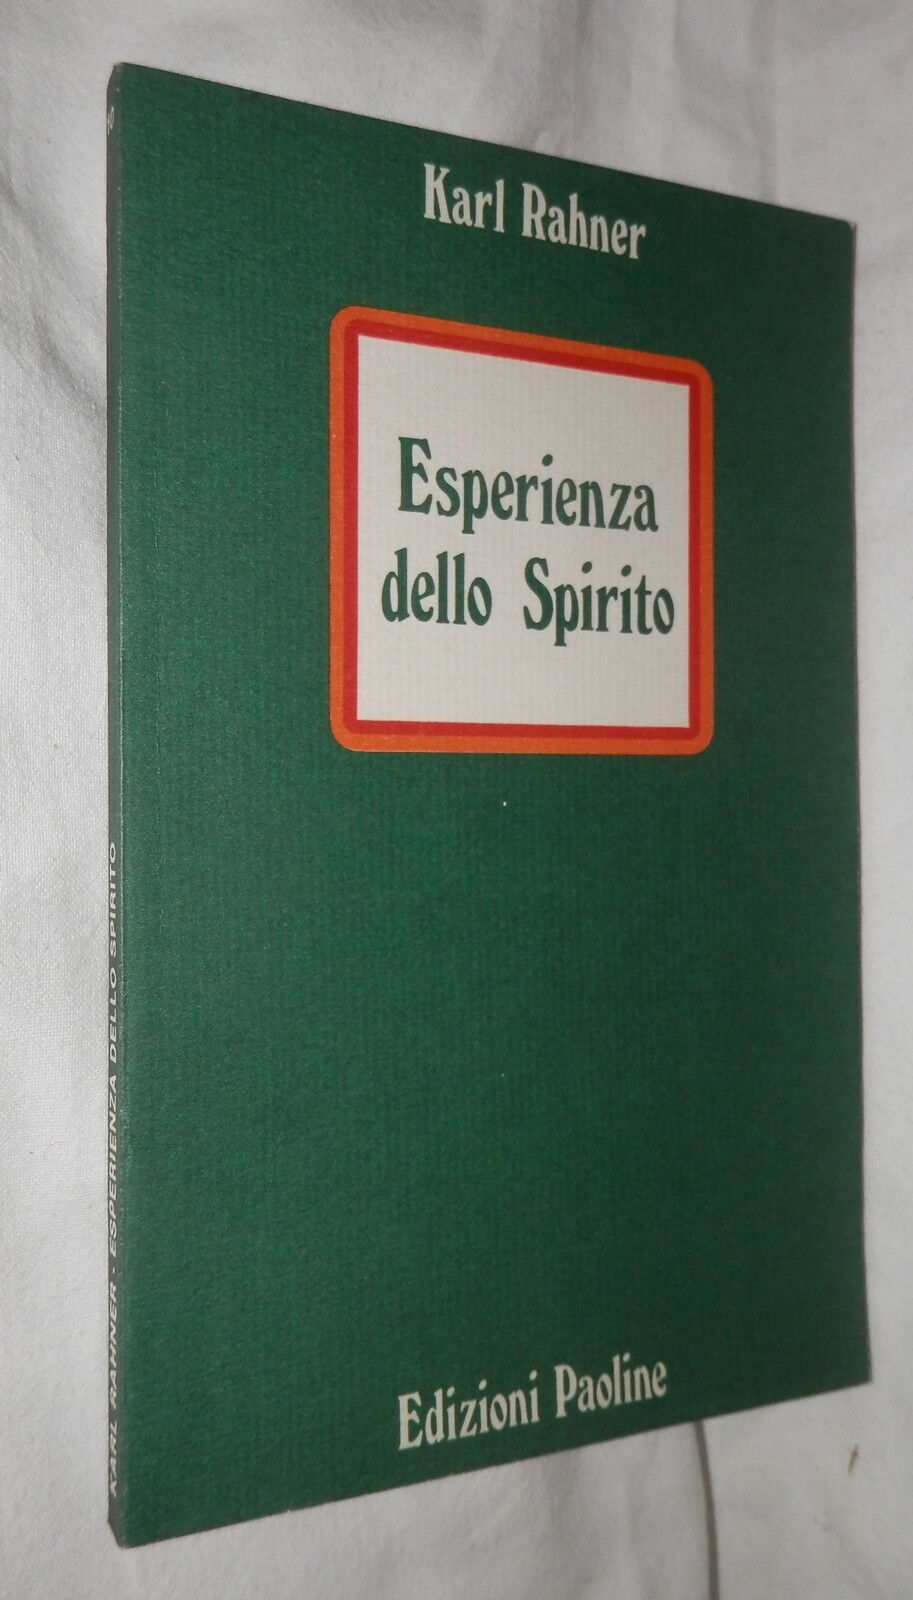 Karl Rahner
Esperienza
dello Spirito
Edizioni Paoline
KARL RAHNER - ESPERIENZA DELLO SPIRITO